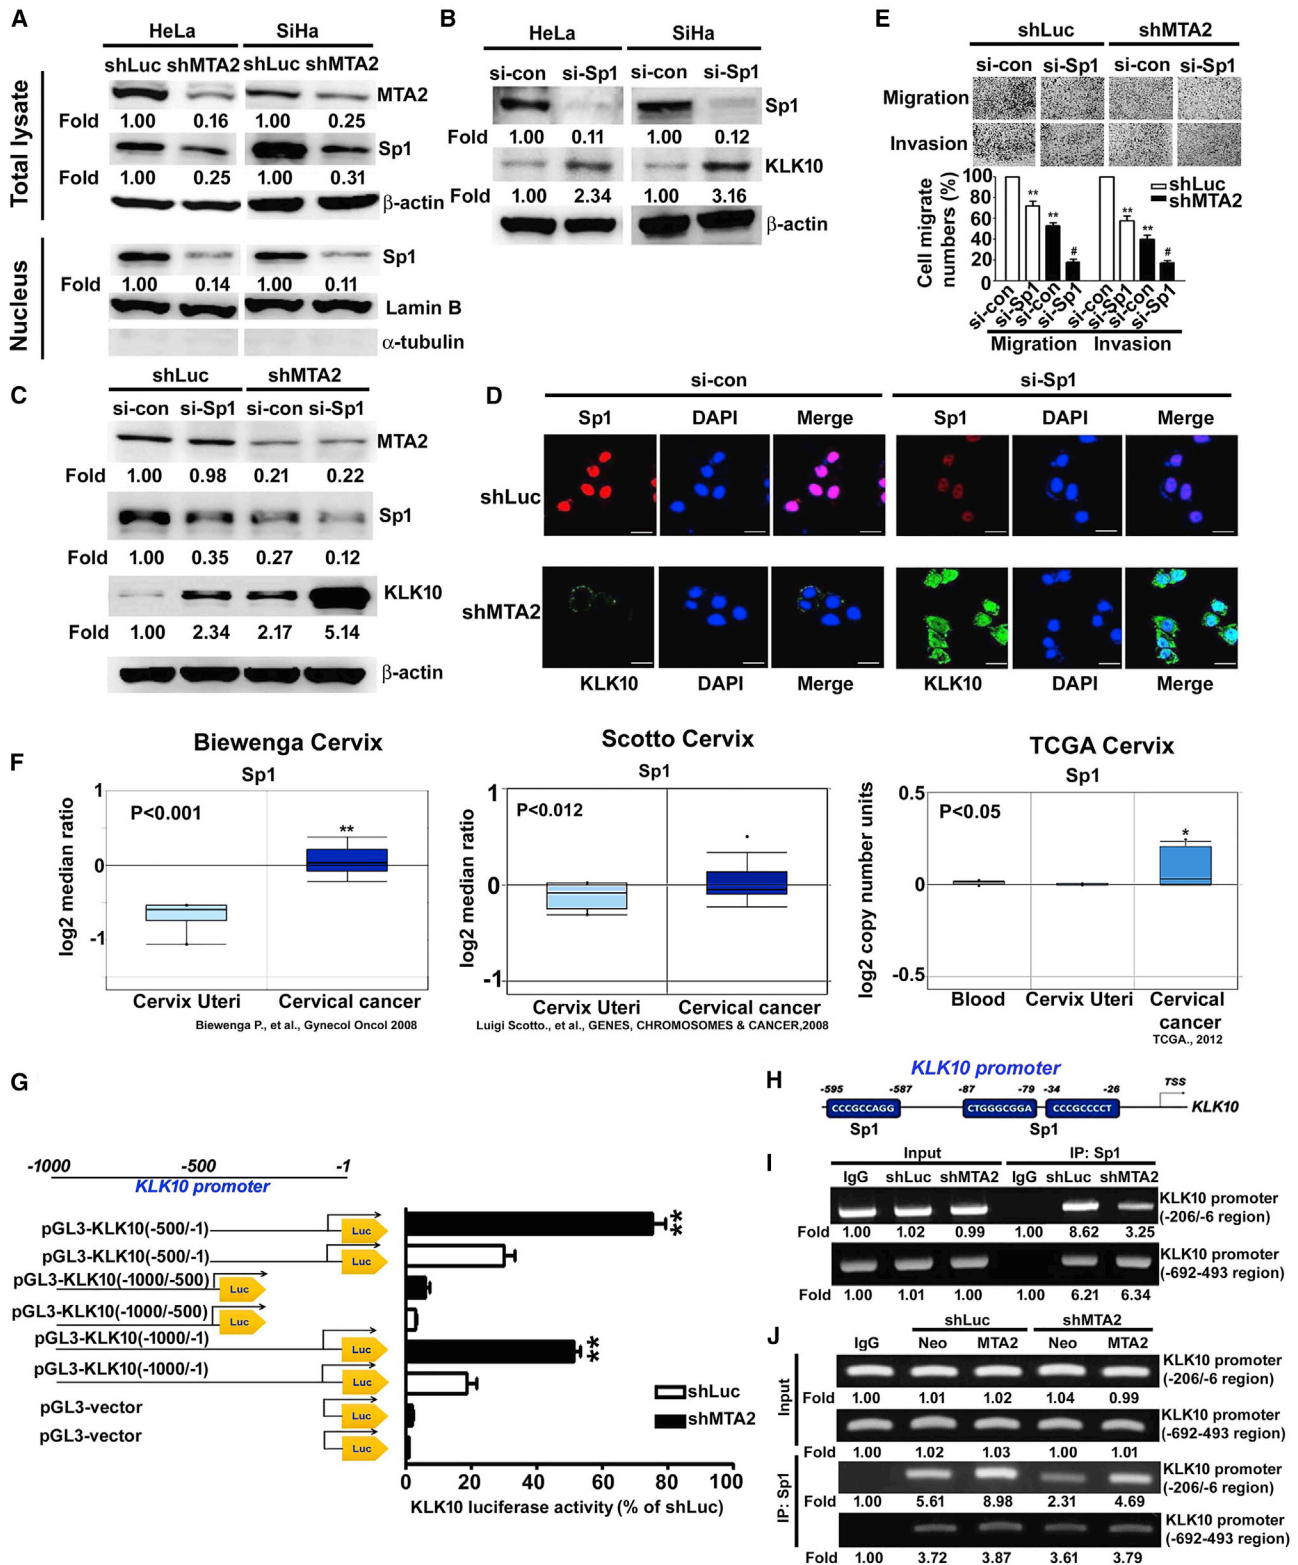 A
HeLa SiHa
shLuc shMTA2 shLuc shMTA2
Total lysate
MTA2
Fold 1.00 0.16 1.00 0.25
Sp1
Fold 1.00 0.25 1.00 0.31
β-actin
Nucleus
Sp1
Fold 1.00 0.14 1.00 0.11
Lamin B
α-tubulin
B
HeLa SiHa
si-con si-Sp1 si-con si-Sp1
Sp1
Fold 1.00 0.11 1.00 0.12
KLK10
Fold 1.00 2.34 1.00 3.16
β-actin
E
shLuc shMTA2
si-con si-Sp1 si-con si-Sp1
Migration
Invasion
Cell migrate numbers (%)
100
80
60
40
20
0
shLuc
shMTA2
** ** # ** ** #
si-con si-Sp1 si-con si-Sp1 si-con si-Sp1 si-con si-Sp1
Migration Invasion
C
shLuc shMTA2
si-con si-Sp1 si-con si-Sp1
MTA2
Fold 1.00 0.98 0.21 0.22
Sp1
Fold 1.00 0.35 0.27 0.12
KLK10
Fold 1.00 2.34 2.17 5.14
β-actin
D
si-con si-Sp1
Sp1 DAPI Merge Sp1 DAPI Merge
shLuc
shMTA2
KLK10 DAPI Merge KLK10 DAPI Merge
F
Biewenga Cervix
Sp1
P<0.001
**
log2 median ratio
1
0
-1
Cervix Uteri Cervical cancer
Biewenga P., et al., Gynecol Oncol 2008
Scotto Cervix
Sp1
P<0.012
log2 median ratio
1
0
-1
Cervix Uteri Cervical cancer
Luigi Scotto., et al., GENES, CHROMOSOMES & CANCER,2008
TCGA Cervix
Sp1
P<0.05
*
log2 copy number units
0.5
0
-0.5
Blood Cervix Uteri Cervical
cancer
TCGA., 2012
G
-1000 -500 -1
KLK10 promoter
pGL3-KLK10(-500/-1) Luc
pGL3-KLK10(-500/-1) Luc
pGL3-KLK10(-1000/-500) Luc
pGL3-KLK10(-1000/-500) Luc
pGL3-KLK10(-1000/-1) Luc
pGL3-KLK10(-1000/-1) Luc
pGL3-vector Luc
pGL3-vector Luc
**
**
shLuc
shMTA2
0 20 40 60 80 100
KLK10 luciferase activity (% of shLuc)
H
KLK10 promoter
-595 -587 -87 -79 -34 -26 TSS
CCCGCCAGG CTGGGCGGA CCCGCCCCT KLK10
Sp1 Sp1
I
Input IP: Sp1
IgG shLuc shMTA2 IgG shLuc shMTA2
KLK10 promoter
(-206/-6 region)
Fold 1.00 1.02 0.99 1.00 8.62 3.25
KLK10 promoter
(-692-493 region)
Fold 1.00 1.01 1.00 1.00 6.21 6.34
J
shLuc shMTA2
IgG Neo MTA2 Neo MTA2
Input
KLK10 promoter
(-206/-6 region)
Fold 1.00 1.01 1.02 1.04 0.99
KLK10 promoter
(-692-493 region)
Fold 1.00 1.02 1.03 1.00 1.01
IP: Sp1
KLK10 promoter
(-206/-6 region)
Fold 1.00 5.61 8.98 2.31 4.69
KLK10 promoter
(-692-493 region)
Fold 1.00 3.72 3.87 3.61 3.79